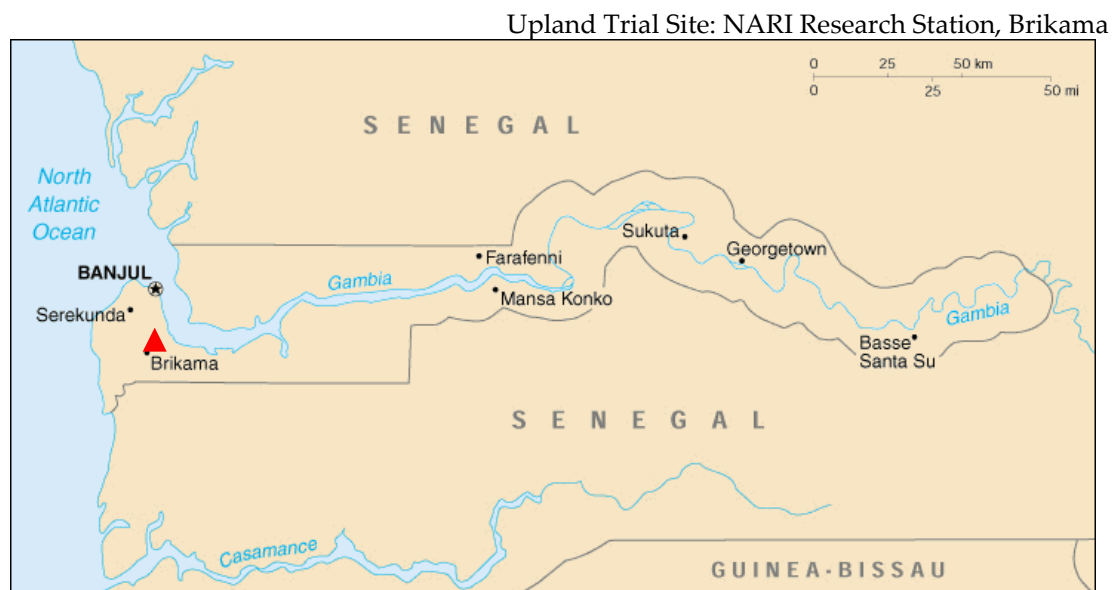 Upland Trial Site: NARI Research Station, Brikama
0 25 50 km
0 25 50 mi
SENEGAL
North
Atlantic
Ocean
Sukuta
Georgetown
Farafenni
BANJUL
Gambia
Mansa Konko
Serekunda
Gambia
Basse
Santa Su
Brikama
SENEGAL
Casamance
GUINEA-BISSAU